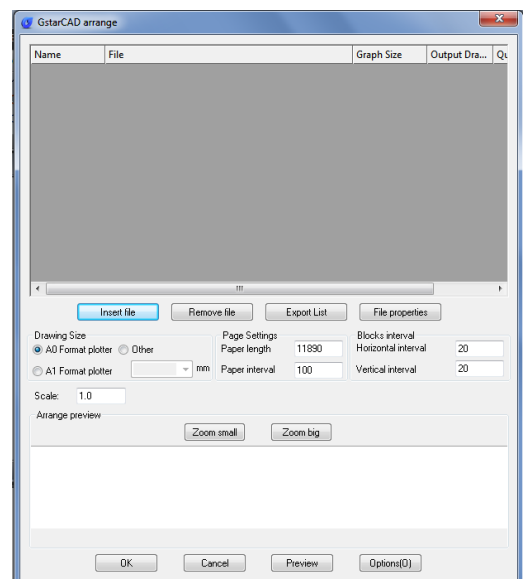 GstarCAD arrange
Name File Graph Size Output Dra... Qu
Insert file Remove file Export List File properties
Drawing Size Page Settings Blocks interval
A0 Format plotter Other Paper length 11890 Horizontal interval 20
A1 Format plotter mm Paper interval 100 Vertical interval 20
Scale: 1.0
Arrange preview
Zoom small Zoom big
OK Cancel Preview Options(O)